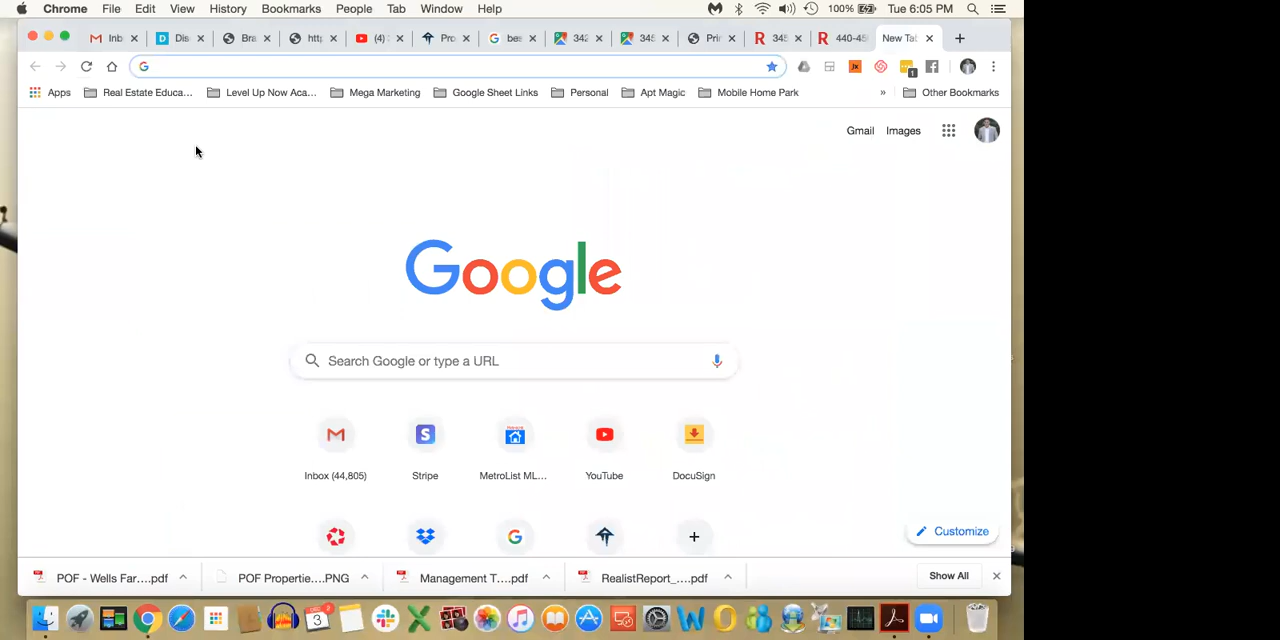 Chrome File Edit View History Bookmarks People Tab Window Help 100% Tue 6:05 PM
Inb Dis Bra http (4) Pro bes 342 345 Pri 345 440-45 New Tab
Apps Real Estate Educa... Level Up Now Aca... Mega Marketing Google Sheet Links Personal Apt Magic Mobile Home Park » Other Bookmarks
Gmail Images
Google
Search Google or type a URL
Inbox (44,805) Stripe MetroList ML... YouTube DocuSign
Customize
POF - Wells Far....pdf POF Propertie....PNG Management T....pdf RealistReport_....pdf Show All
DEC
3